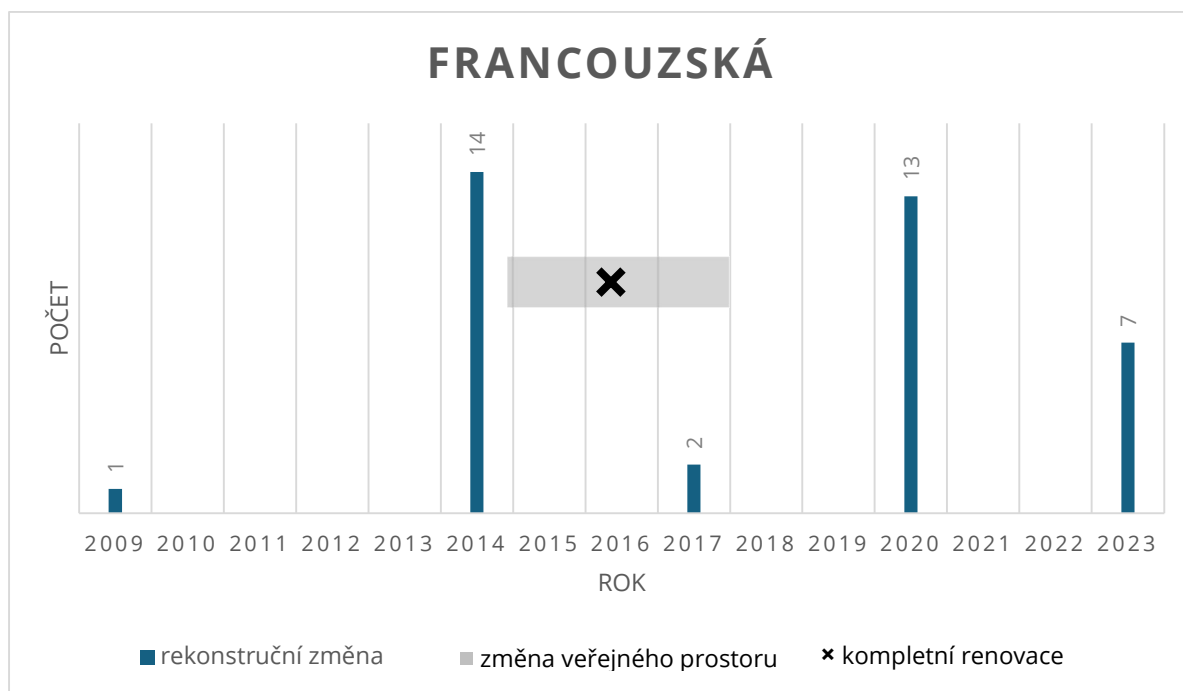 FRANCOUZSKÁ
14
13
7
2
1
POČET
2009 2010 2011 2012 2013 2014 2015 2016 2017 2018 2019 2020 2021 2022 2023
ROK
rekonstruční změna změna veřejného prostoru kompletní renovace